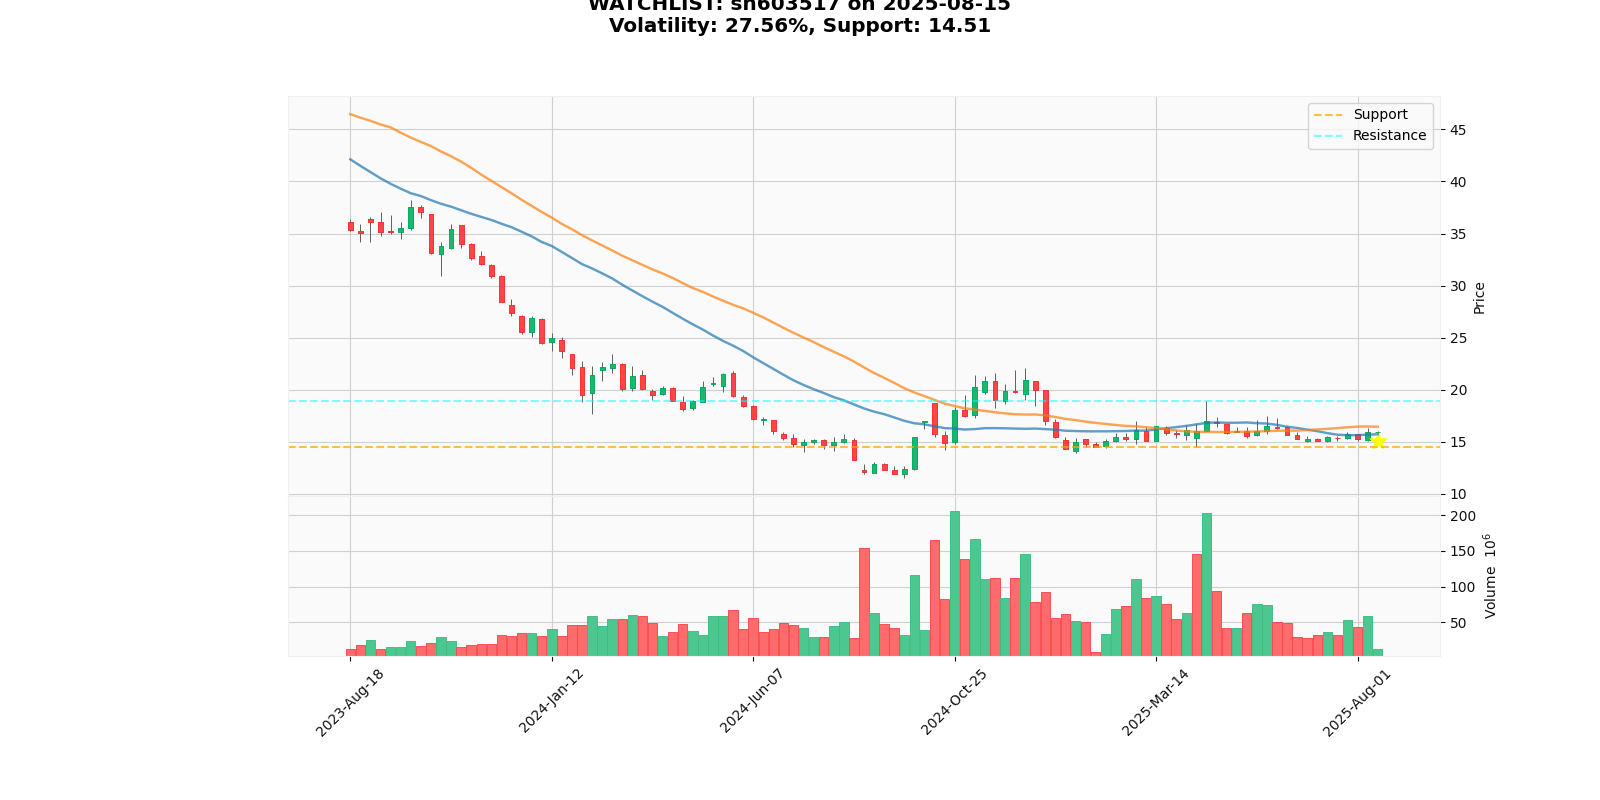 WATCHLIST: sh603517 on 2025-08-15
Volatility: 27.56%, Support: 14.51
Support
Resistance
45
40
35
30
25
20
15
10
Price
200
150
100
50
Volume 10⁶
2023-Aug-18
2024-Jan-12
2024-Jun-07
2024-Oct-25
2025-Mar-14
2025-Aug-01